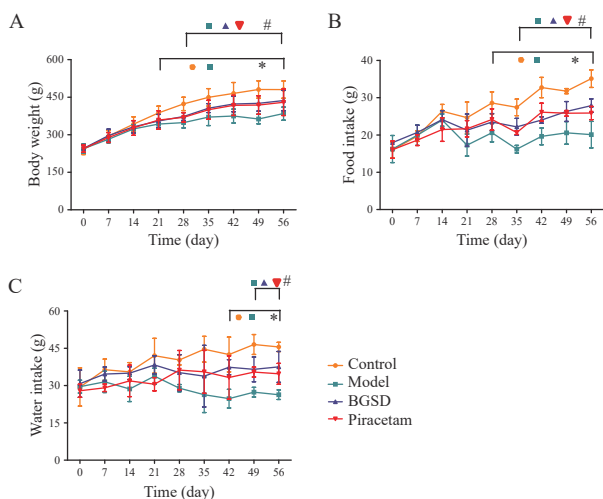 A
B
#
*
600
450
300
150
0
Body weight (g)
0 7 14 21 28 35 42 49 56
Time (day)
#
*
40
30
20
10
0
Food intake (g)
0 7 14 21 28 35 42 49 56
Time (day)
C
#
*
60
45
30
15
0
Water intake (g)
0 7 14 21 28 35 42 49 56
Time (day)
Control
Model
BGSD
Piracetam